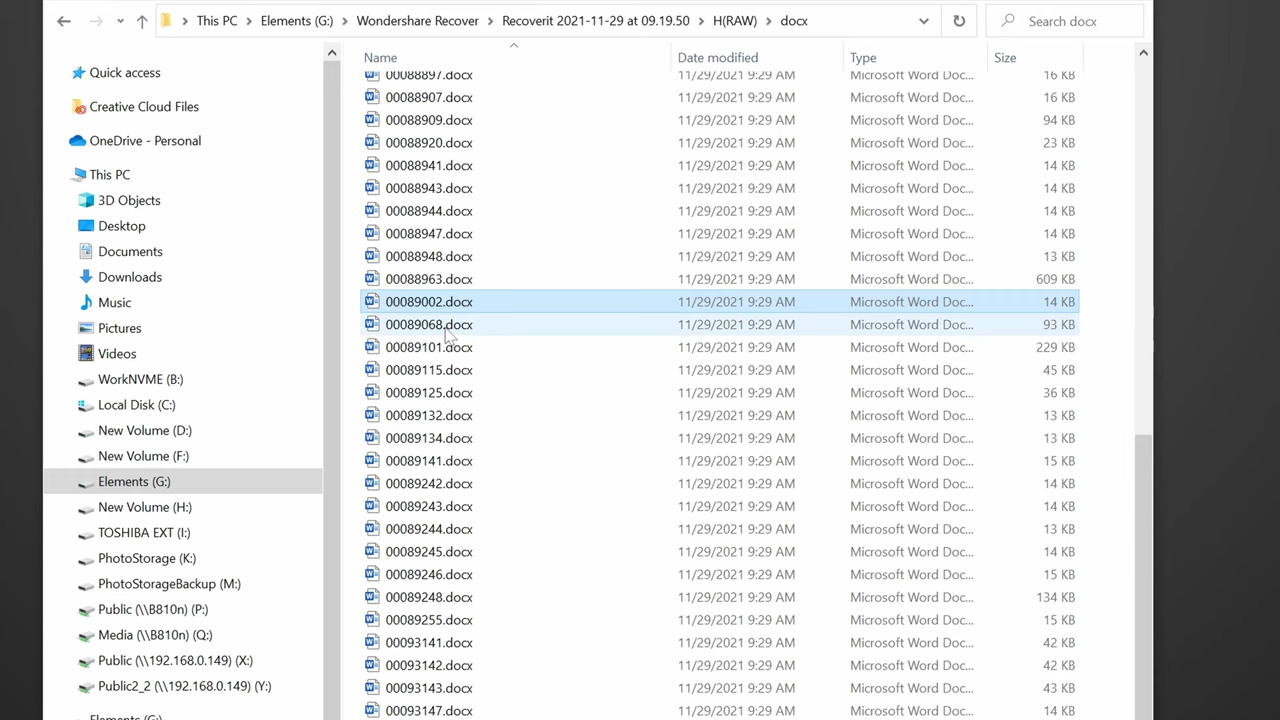 This PC > Elements (G:) > Wondershare Recover > Recoverit 2021-11-29 at 09.19.50 > H(RAW) > docx
Search docx
Quick access
Creative Cloud Files
OneDrive - Personal
This PC
3D Objects
Desktop
Documents
Downloads
Music
Pictures
Videos
WorkNVME (B:)
Local Disk (C:)
New Volume (D:)
New Volume (F:)
Elements (G:)
New Volume (H:)
TOSHIBA EXT (I:)
PhotoStorage (K:)
PhotoStorageBackup (M:)
Public (\\B810n) (P:)
Media (\\B810n) (Q:)
Public (\\192.168.0.149) (X:)
Public2_2 (\\192.168.0.149) (Y:)
Elements (G:)
Name Date modified Type Size
00088897.docx 11/29/2021 9:29 AM Microsoft Word Doc... 16 KB
00088907.docx 11/29/2021 9:29 AM Microsoft Word Doc... 16 KB
00088909.docx 11/29/2021 9:29 AM Microsoft Word Doc... 94 KB
00088920.docx 11/29/2021 9:29 AM Microsoft Word Doc... 23 KB
00088941.docx 11/29/2021 9:29 AM Microsoft Word Doc... 14 KB
00088943.docx 11/29/2021 9:29 AM Microsoft Word Doc... 14 KB
00088944.docx 11/29/2021 9:29 AM Microsoft Word Doc... 14 KB
00088947.docx 11/29/2021 9:29 AM Microsoft Word Doc... 14 KB
00088948.docx 11/29/2021 9:29 AM Microsoft Word Doc... 13 KB
00088963.docx 11/29/2021 9:29 AM Microsoft Word Doc... 609 KB
00089002.docx 11/29/2021 9:29 AM Microsoft Word Doc... 14 KB
00089068.docx 11/29/2021 9:29 AM Microsoft Word Doc... 93 KB
00089101.docx 11/29/2021 9:29 AM Microsoft Word Doc... 229 KB
00089115.docx 11/29/2021 9:29 AM Microsoft Word Doc... 45 KB
00089125.docx 11/29/2021 9:29 AM Microsoft Word Doc... 36 KB
00089132.docx 11/29/2021 9:29 AM Microsoft Word Doc... 13 KB
00089134.docx 11/29/2021 9:29 AM Microsoft Word Doc... 13 KB
00089141.docx 11/29/2021 9:29 AM Microsoft Word Doc... 15 KB
00089242.docx 11/29/2021 9:29 AM Microsoft Word Doc... 14 KB
00089243.docx 11/29/2021 9:29 AM Microsoft Word Doc... 14 KB
00089244.docx 11/29/2021 9:29 AM Microsoft Word Doc... 13 KB
00089245.docx 11/29/2021 9:29 AM Microsoft Word Doc... 14 KB
00089246.docx 11/29/2021 9:29 AM Microsoft Word Doc... 15 KB
00089248.docx 11/29/2021 9:29 AM Microsoft Word Doc... 134 KB
00089255.docx 11/29/2021 9:29 AM Microsoft Word Doc... 15 KB
00093141.docx 11/29/2021 9:29 AM Microsoft Word Doc... 42 KB
00093142.docx 11/29/2021 9:29 AM Microsoft Word Doc... 42 KB
00093143.docx 11/29/2021 9:29 AM Microsoft Word Doc... 43 KB
00093147.docx 11/29/2021 9:29 AM Microsoft Word Doc... 81 KB